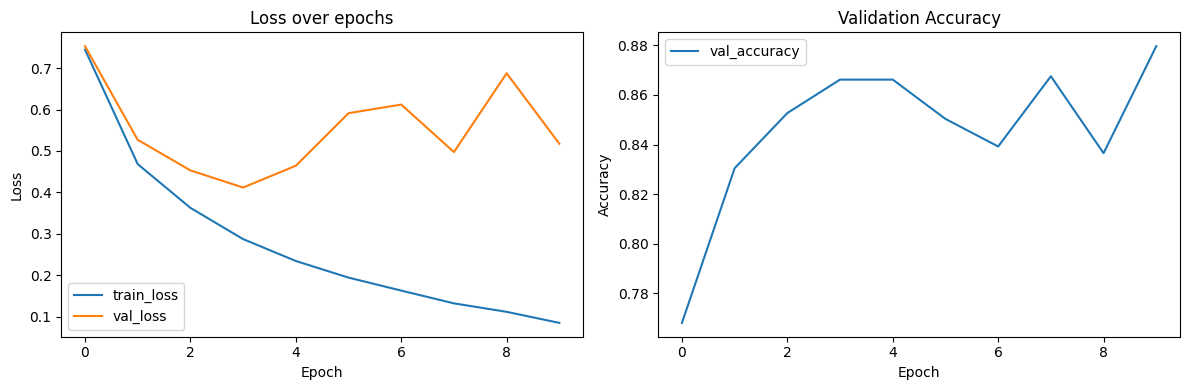 Loss over epochs
Loss
0.7
0.6
0.5
0.4
0.3
0.2
0.1
train_loss
val_loss
0 2 4 6 8
Epoch
Validation Accuracy
Accuracy
0.88
0.86
0.84
0.82
0.80
0.78
val_accuracy
0 2 4 6 8
Epoch